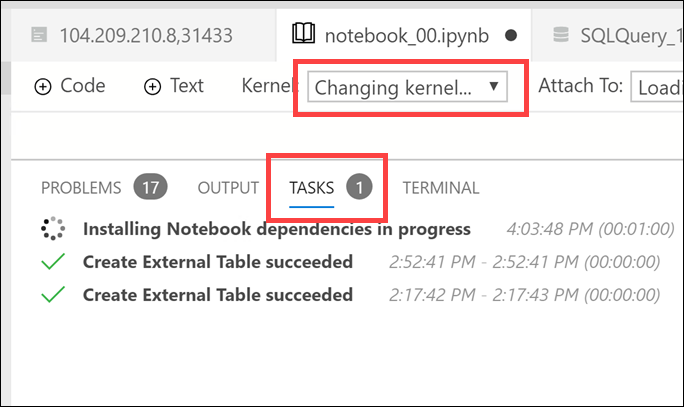 104.209.210.8,31433 notebook_00.ipynb SQLQuery_1
Code Text Kernel: Changing kernel... Attach To: Loadi
PROBLEMS 17 OUTPUT TASKS 1 TERMINAL
Installing Notebook dependencies in progress 4:03:48 PM (00:01:00)
Create External Table succeeded 2:52:41 PM - 2:52:41 PM (00:00:00)
Create External Table succeeded 2:17:42 PM - 2:17:43 PM (00:00:00)